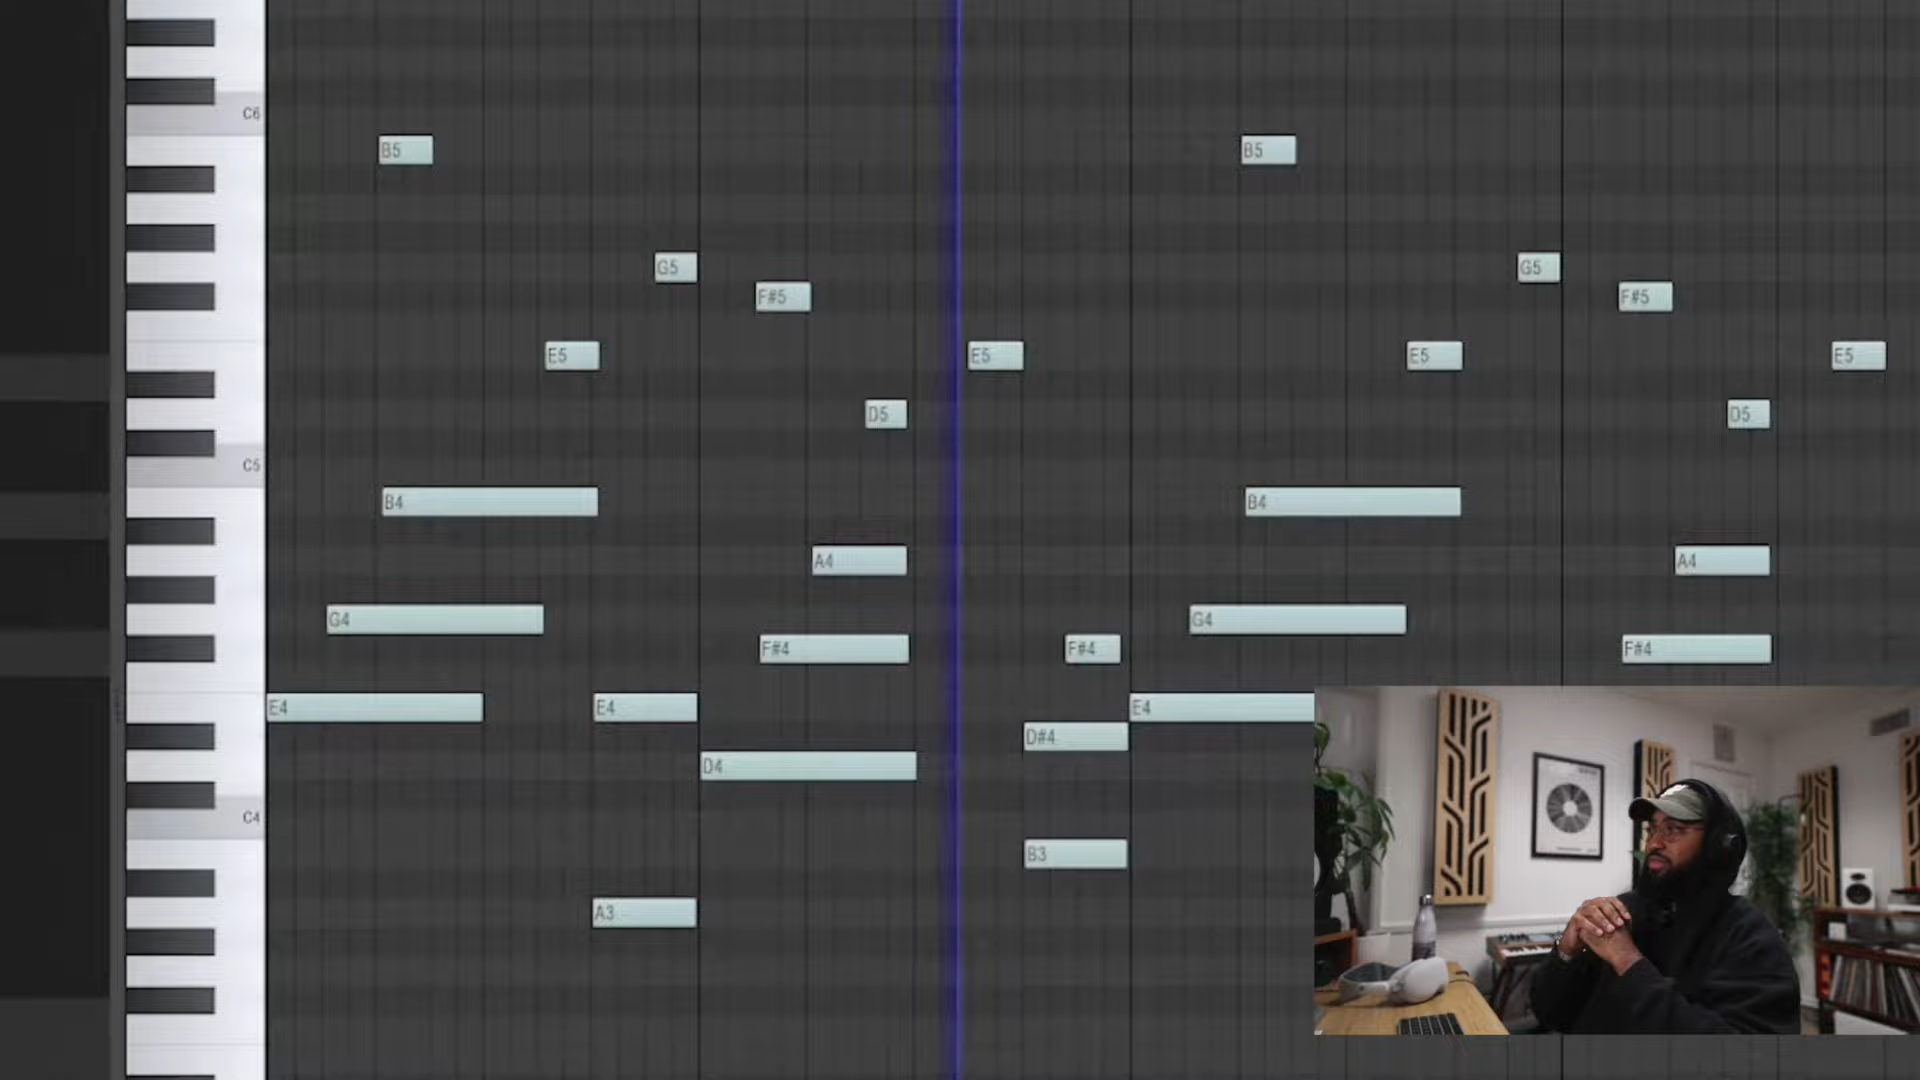 C6
B5 B5
G5 G5
F#5 F#5
E5 E5 E5 E5
D5 D5
C5
B4 B4
A4 A4
G4 G4
F#4 F#4 F#4
E4 E4 E4
D#4
D4
C4
B3
A3